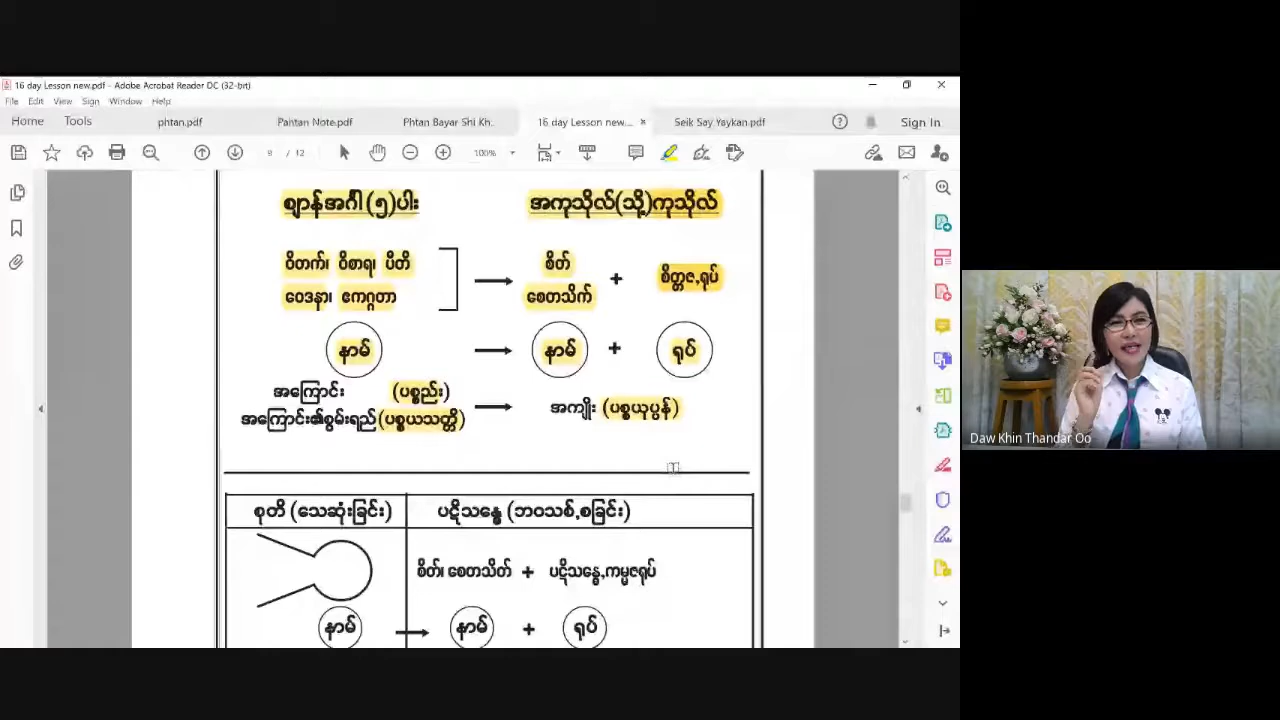 16 day Lesson new.pdf - Adobe Acrobat Reader DC (32-bit)
File Edit View Sign Window Help
Home Tools phtan.pdf Pahtan Note.pdf Phtan Bayar Shi Kh... 16 day Lesson new.... × Seik Say Yaykan.pdf Sign In
8 / 12 100%
ဈာန်အင်္ဂါ(၅)ပါး အကုသိုလ်(သို့)ကုသိုလ်
ဝိတက်၊ ဝိစာရ၊ ပီတိ စိတ် + စိတ္တဇ,ရုပ်
ဝေဒနာ၊ ဧကဂ္ဂတာ စေတသိက်
နာမ် → နာမ် + ရုပ်
အကြောင်း (ပစ္စည်း)
အကြောင်း၏စွမ်းရည်(ပစ္စယသတ္တိ) → အကျိုး (ပစ္စယုပ္ပန်)
စုတိ (သေဆုံးခြင်း) ပဋိသန္ဓေ (ဘဝသစ်,စခြင်း)
စိတ်၊ စေတသိတ် + ပဋိသန္ဓေ,ကမ္မဇရုပ်
နာမ် → နာမ် + ရုပ်
Daw Khin Thandar Oo